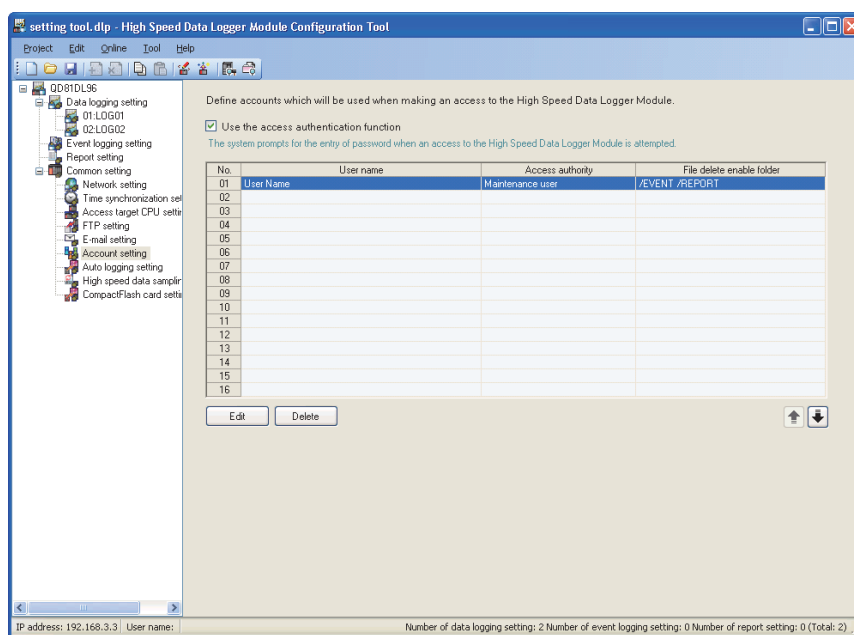 setting tool.dlp - High Speed Data Logger Module Configuration Tool
Project Edit Online Tool Help
QD81DL96
Data logging setting
01:LOG01
02:LOG02
Event logging setting
Report setting
Common setting
Network setting
Time synchronization set
Access target CPU settin
FTP setting
E-mail setting
Account setting
Auto logging setting
High speed data samplin
CompactFlash card settin
Define accounts which will be used when making an access to the High Speed Data Logger Module.
Use the access authentication function
The system prompts for the entry of password when an access to the High Speed Data Logger Module is attempted.
No. User name Access authority File delete enable folder
01 User Name Maintenance user /EVENT /REPORT
02
03
04
05
06
07
08
09
10
11
12
13
14
15
16
Edit Delete
IP address: 192.168.3.3 User name: Number of data logging setting: 2 Number of event logging setting: 0 Number of report setting: 0 (Total: 2)